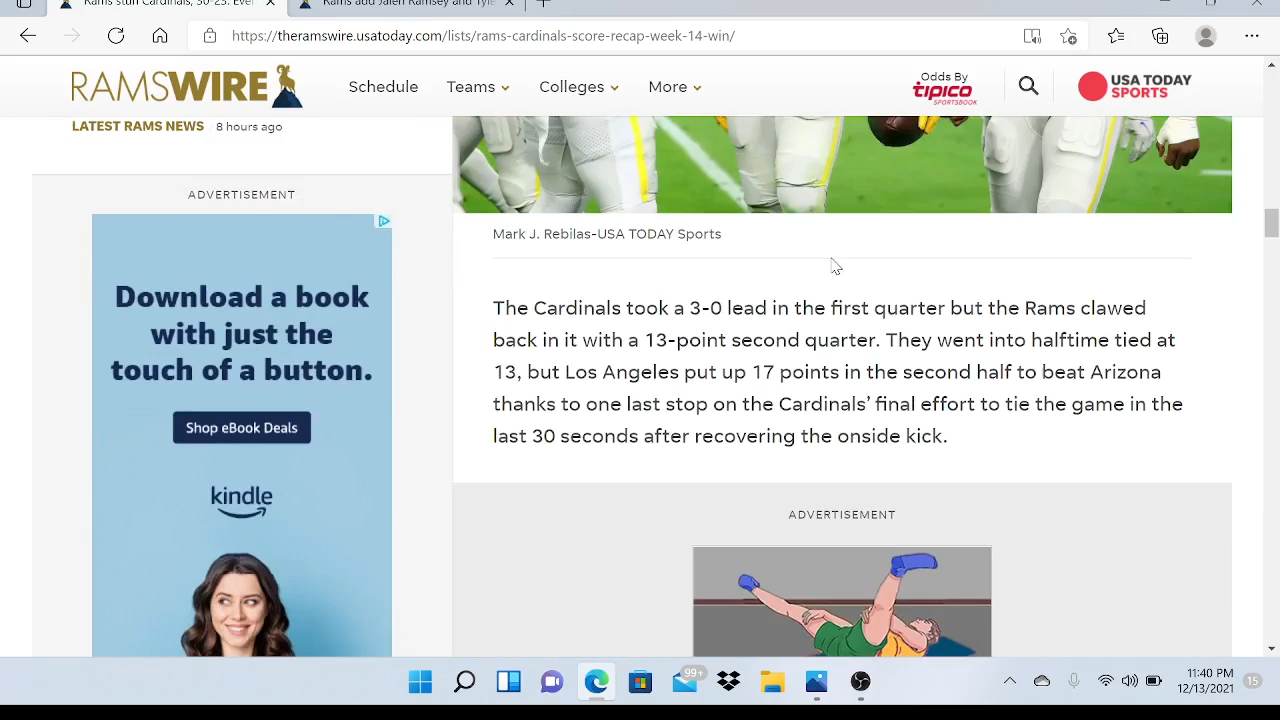 Rams stun Cardinals, 30-23: Ever
Rams add Jalen Ramsey and Tyle
https://theramswire.usatoday.com/lists/rams-cardinals-score-recap-week-14-win/
RAMSWIRE
Schedule
Teams
Colleges
More
Odds By
tipico
SPORTSBOOK
USA TODAY
SPORTS
LATEST RAMS NEWS
8 hours ago
ADVERTISEMENT
Download a book
with just the
touch of a button.
Shop eBook Deals
kindle
Mark J. Rebilas-USA TODAY Sports
The Cardinals took a 3-0 lead in the first quarter but the Rams clawed
back in it with a 13-point second quarter. They went into halftime tied at
13, but Los Angeles put up 17 points in the second half to beat Arizona
thanks to one last stop on the Cardinals’ final effort to tie the game in the
last 30 seconds after recovering the onside kick.
ADVERTISEMENT
99+
11:40 PM
12/13/2021
15